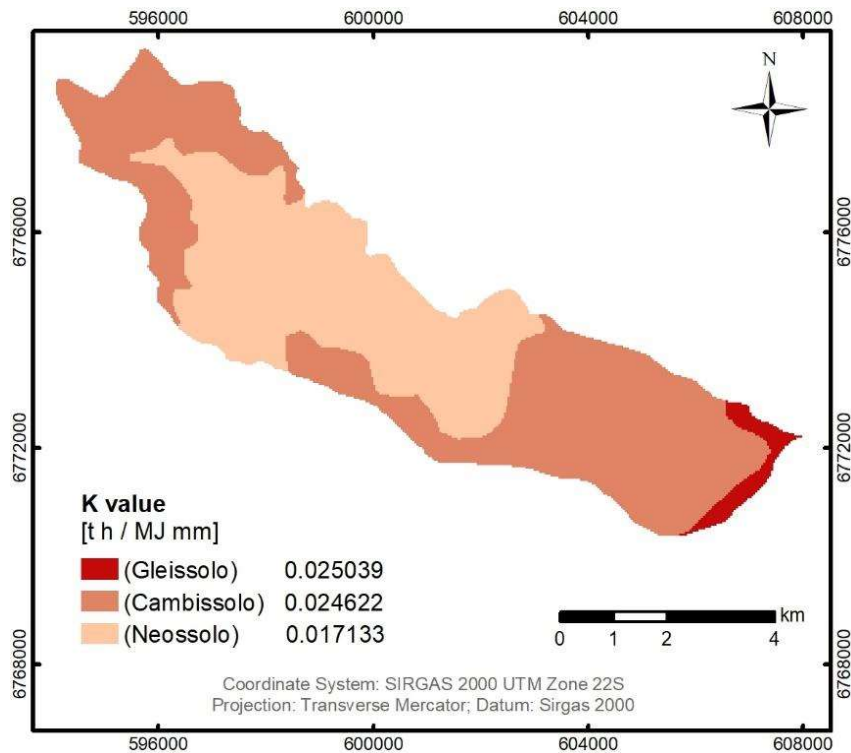 596000 600000 604000 608000
N
6776000 6776000
6772000 6772000
K value
[t h / MJ mm]
(Gleissolo) 0.025039
(Cambissolo) 0.024622
(Neossolo) 0.017133
km
0 1 2 4
6768000 6768000
Coordinate System: SIRGAS 2000 UTM Zone 22S
Projection: Transverse Mercator; Datum: Sirgas 2000
596000 600000 604000 608000